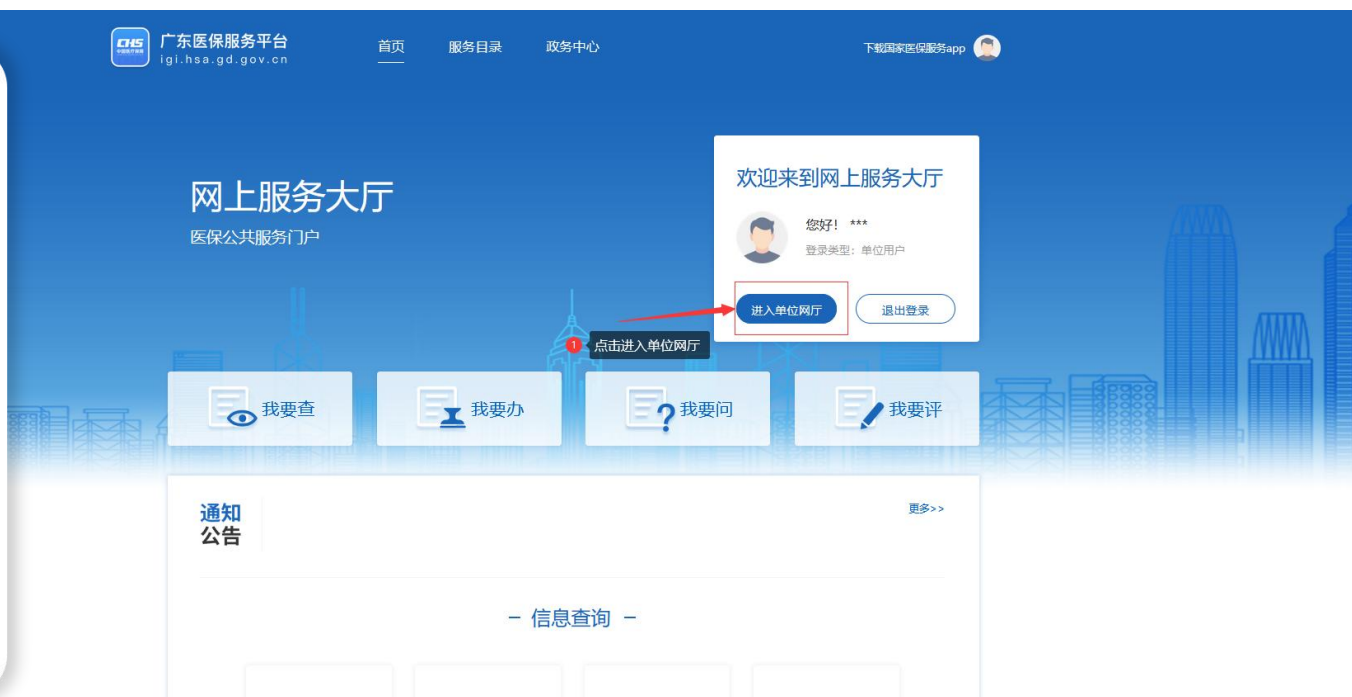 CHS
广东医保服务平台
igi.hsa.gd.gov.cn
首页
服务目录
政务中心
下载国家医保服务app
网上服务大厅
医保公共服务门户
欢迎来到网上服务大厅
您好! ***
登录类型: 单位用户
进入单位网厅
退出登录
1 点击进入单位网厅
我要查
我要办
我要问
我要评
通知
公告
更多>>
- 信息查询 -